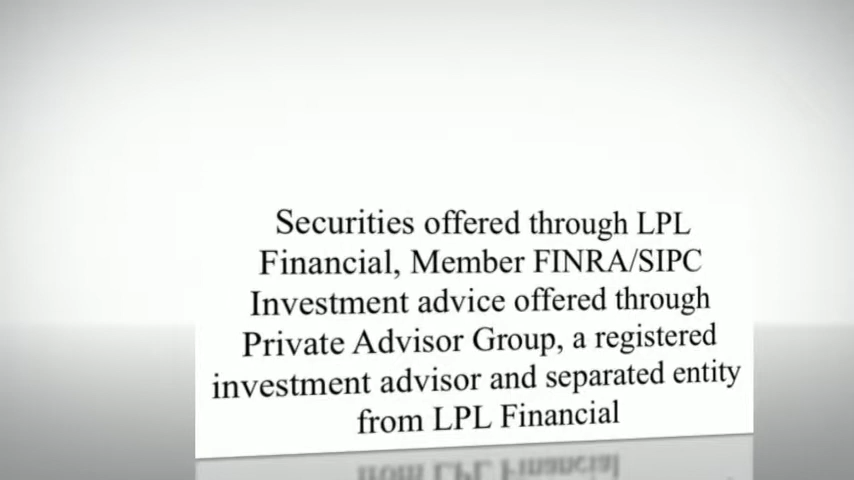 Securities offered through LPL
Financial, Member FINRA/SIPC
Investment advice offered through
Private Advisor Group, a registered
investment advisor and separated entity
from LPL Financial